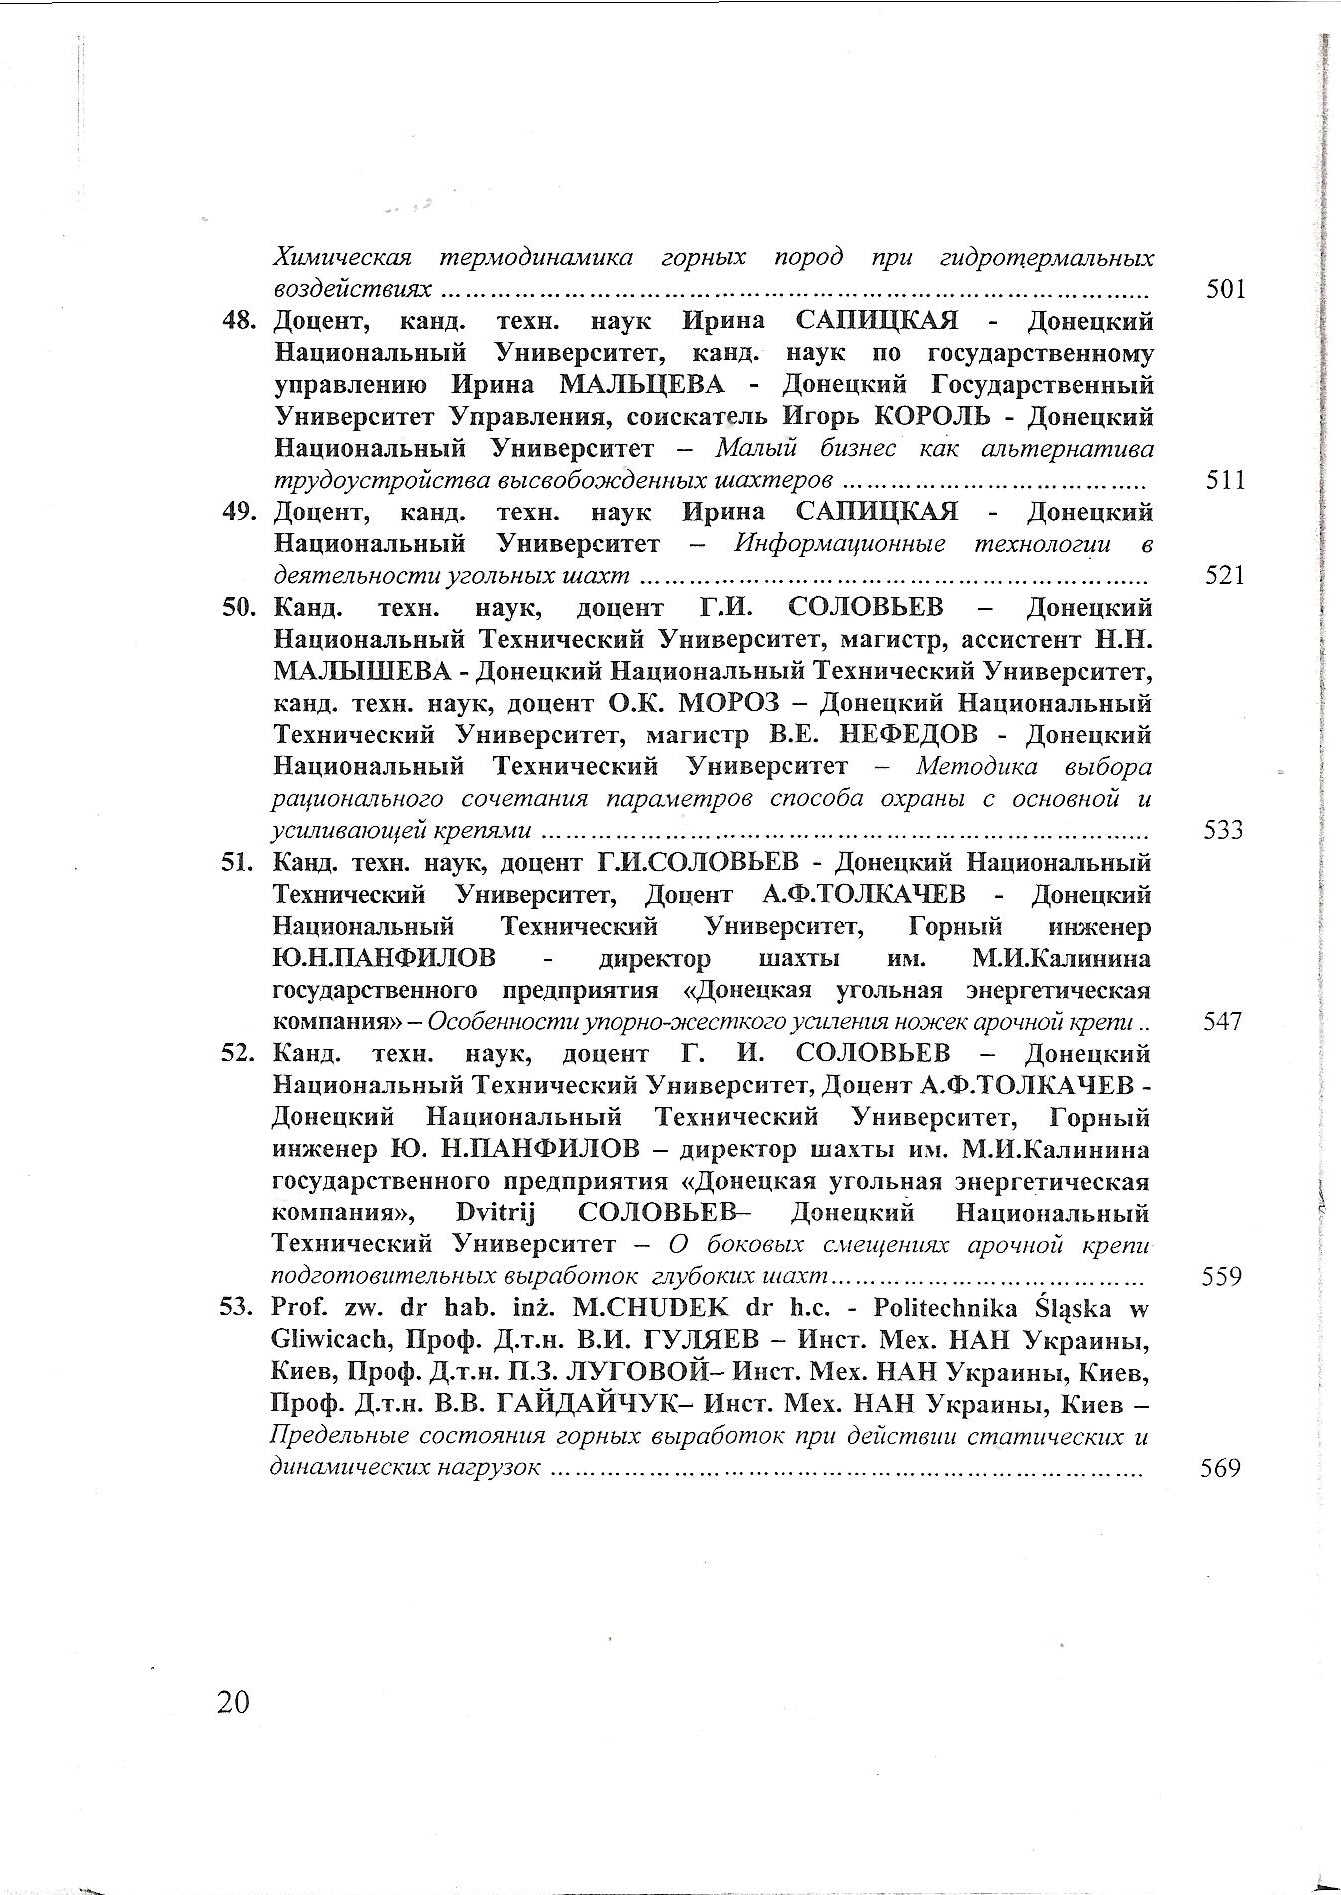 Химическая термодинамика горных пород при гидротермальных
воздействиях ........................................................................................ 501
48. Доцент, канд. техн. наук Ирина САПИЦКАЯ - Донецкий
Национальный Университет, канд. наук по государственному
управлению Ирина МАЛЬЦЕВА - Донецкий Государственный
Университет Управления, соискатель Игорь КОРОЛЬ - Донецкий
Национальный Университет – Малый бизнес как альтернатива
трудоустройства высвобожденных шахтеров ...................................... 511
49. Доцент, канд. техн. наук Ирина САПИЦКАЯ - Донецкий
Национальный Университет – Информационные технологии в
деятельности угольных шахт ................................................................ 521
50. Канд. техн. наук, доцент Г.И. СОЛОВЬЕВ – Донецкий
Национальный Технический Университет, магистр, ассистент Н.Н.
МАЛЫШЕВА - Донецкий Национальный Технический Университет,
канд. техн. наук, доцент О.К. МОРОЗ – Донецкий Национальный
Технический Университет, магистр В.Е. НЕФЕДОВ - Донецкий
Национальный Технический Университет – Методика выбора
рационального сочетания параметров способа охраны с основной и
усиливающей крепями ............................................................................ 533
51. Канд. техн. наук, доцент Г.И.СОЛОВЬЕВ - Донецкий Национальный
Технический Университет, Доцент А.Ф.ТОЛКАЧЕВ - Донецкий
Национальный Технический Университет, Горный инженер
Ю.Н.ПАНФИЛОВ - директор шахты им. М.И.Калинина
государственного предприятия «Донецкая угольная энергетическая
компания» – Особенности упорно-жесткого усиления ножек арочной крепи .. 547
52. Канд. техн. наук, доцент Г. И. СОЛОВЬЕВ – Донецкий
Национальный Технический Университет, Доцент А.Ф.ТОЛКАЧЕВ -
Донецкий Национальный Технический Университет, Горный
инженер Ю. Н.ПАНФИЛОВ – директор шахты им. М.И.Калинина
государственного предприятия «Донецкая угольная энергетическая
компания», Dvitrij СОЛОВЬЕВ– Донецкий Национальный
Технический Университет – О боковых смещениях арочной крепи
подготовительных выработок глубоких шахт....................................... 559
53. Prof. zw. dr hab. inż. M.CHUDEK dr h.c. - Politechnika Śląska w
Gliwicach, Проф. Д.т.н. В.И. ГУЛЯЕВ – Инст. Мех. НАН Украины,
Киев, Проф. Д.т.н. П.З. ЛУГОВОЙ– Инст. Мех. НАН Украины, Киев,
Проф. Д.т.н. В.В. ГАЙДАЙЧУК– Инст. Мех. НАН Украины, Киев –
Предельные состояния горных выработок при действии статических и
динамических нагрузок .......................................................................... 569
20